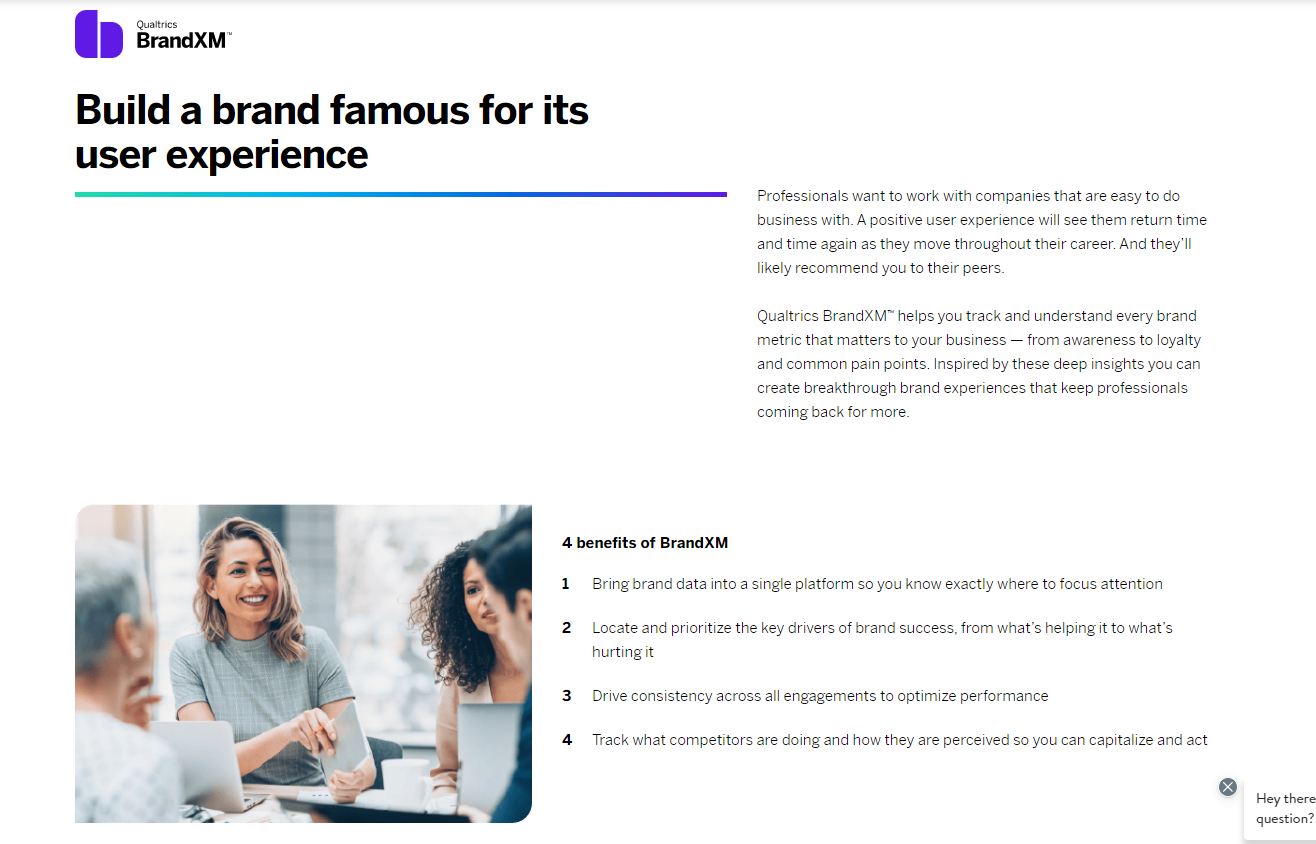 Qualtrics
BrandXM™
Build a brand famous for its
user experience
Professionals want to work with companies that are easy to do
business with. A positive user experience will see them return time
and time again as they move throughout their career. And they’ll
likely recommend you to their peers.
Qualtrics BrandXM™ helps you track and understand every brand
metric that matters to your business — from awareness to loyalty
and common pain points. Inspired by these deep insights you can
create breakthrough brand experiences that keep professionals
coming back for more.
4 benefits of BrandXM
1 Bring brand data into a single platform so you know exactly where to focus attention
2 Locate and prioritize the key drivers of brand success, from what’s helping it to what’s
hurting it
3 Drive consistency across all engagements to optimize performance
4 Track what competitors are doing and how they are perceived so you can capitalize and act
Hey there
question?